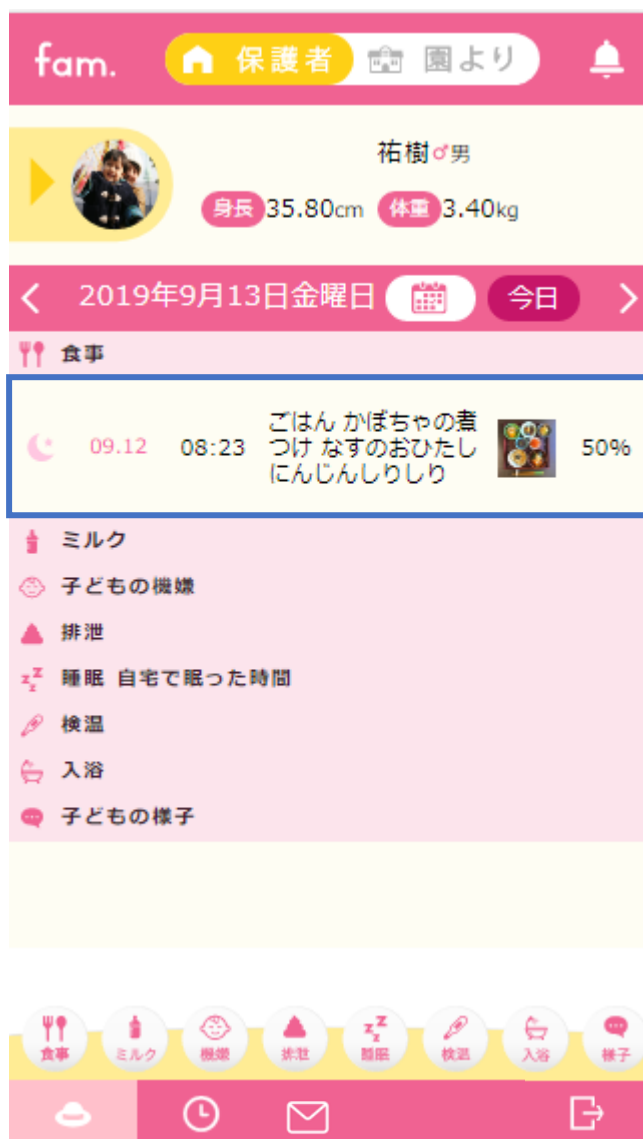 fam. 保護者 園より
祐樹♂男
身長 35.80cm 体重 3.40kg
2019年9月13日金曜日 今日
食事
09.12 08:23 ごはん かぼちゃの煮 50%
つけ なすのおひたし
にんじんしりしり
ミルク
子どもの機嫌
排泄
睡眠 自宅で眠った時間
検温
入浴
子どもの様子
食事 ミルク 機嫌 排泄 睡眠 検温 入浴 様子